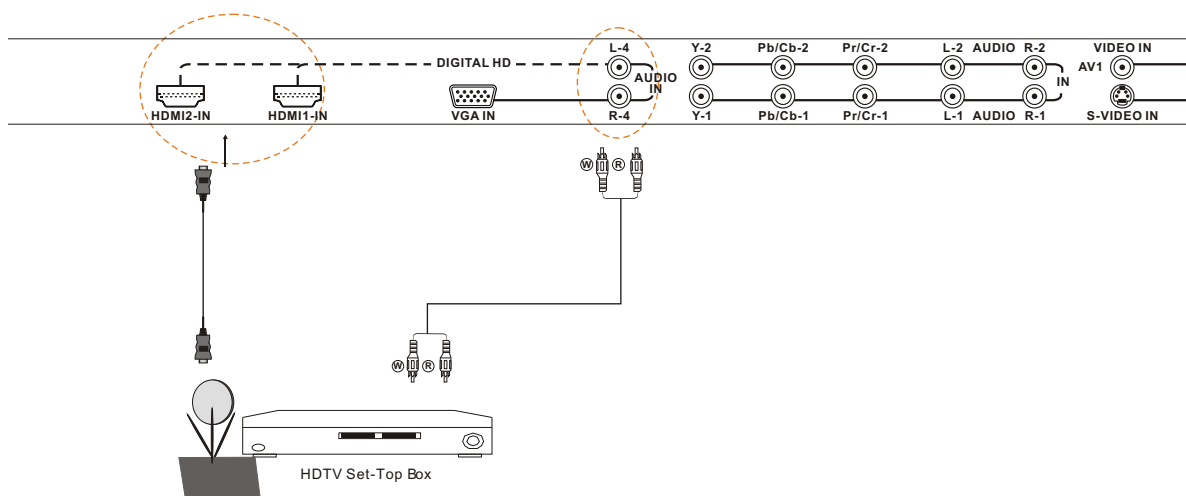 L-4 Y-2 Pb/Cb-2 Pr/Cr-2 L-2 AUDIO R-2 VIDEO IN
DIGITAL HD AUDIO IN IN AV1
HDMI2-IN HDMI1-IN VGA IN R-4 Y-1 Pb/Cb-1 Pr/Cr-1 L-1 AUDIO R-1 S-VIDEO IN
W R
W R
HDTV Set-Top Box